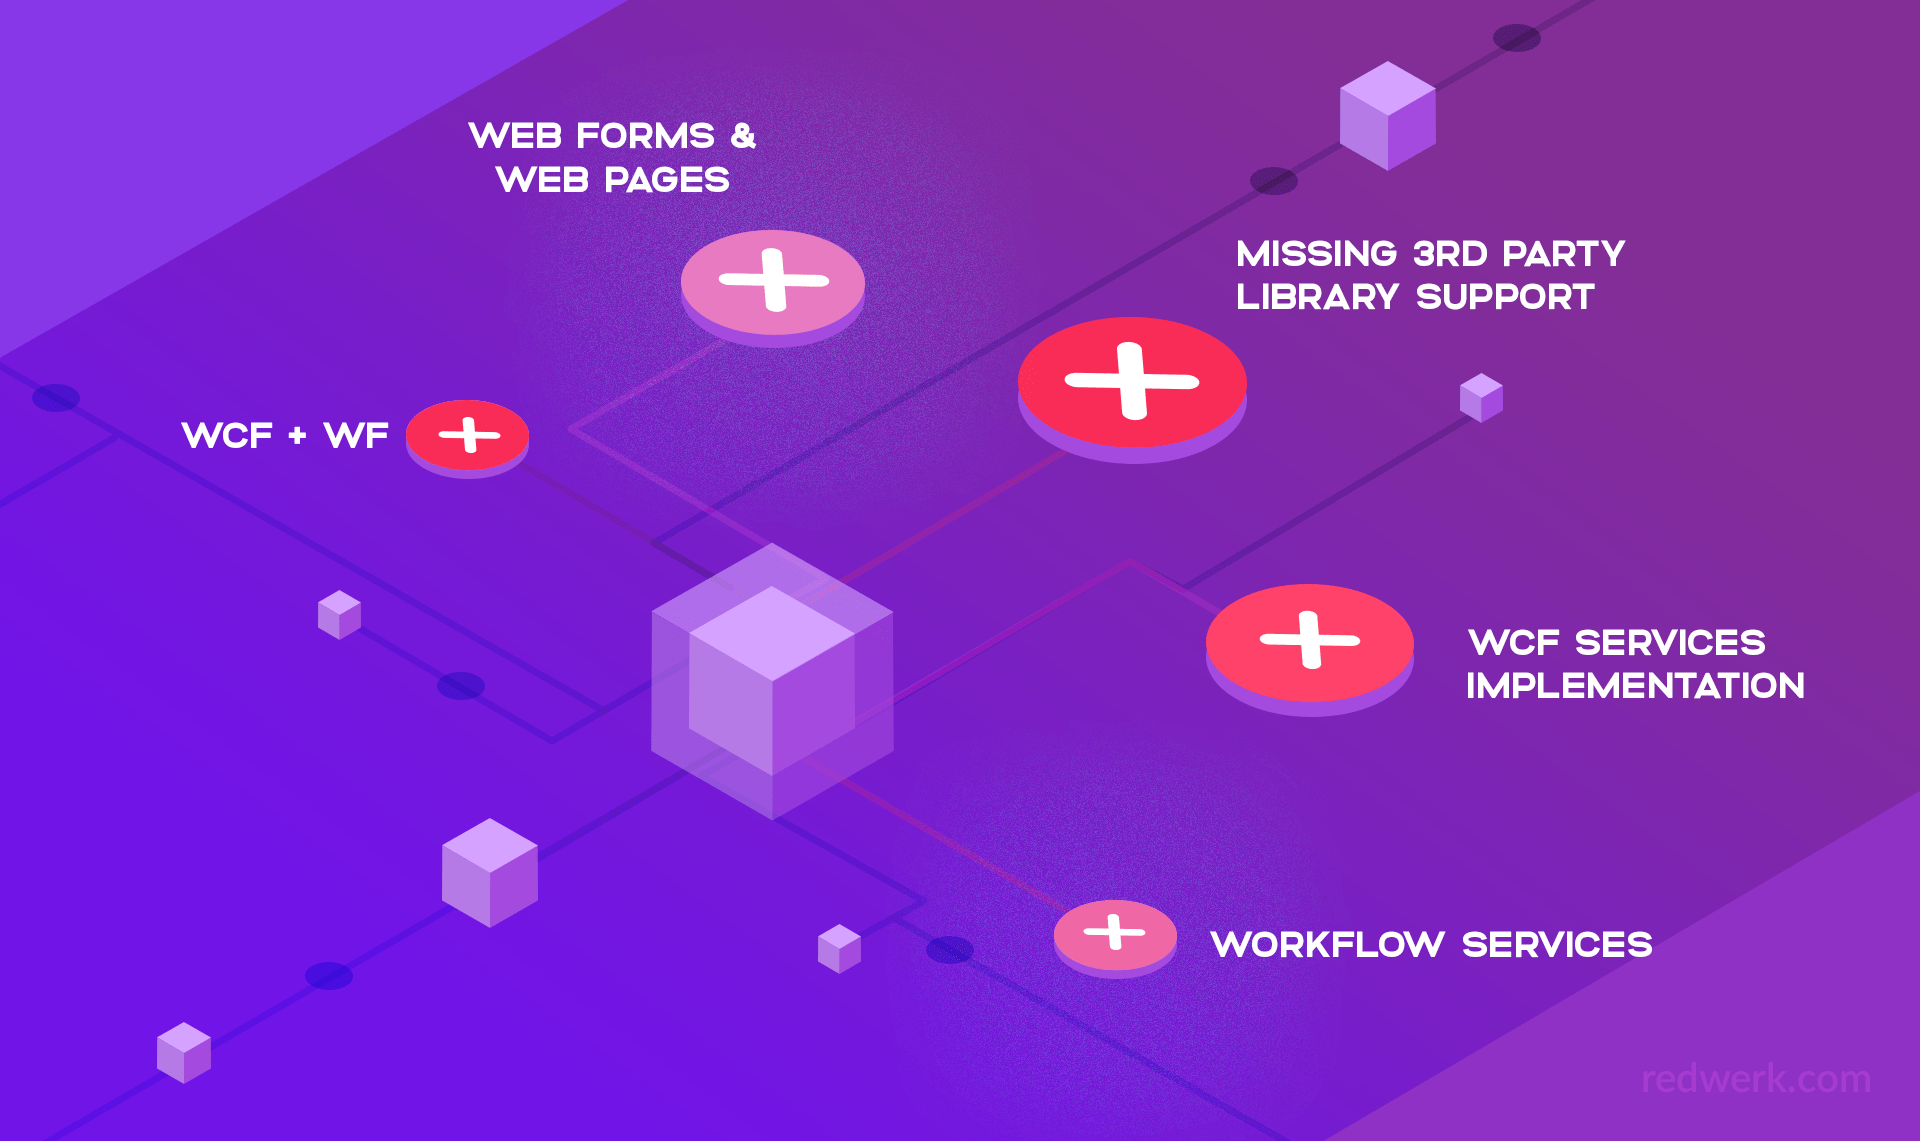 WEB FORMS &
WEB PAGES
MISSING 3RD PARTY
LIBRARY SUPPORT
WCF + WF
WCF SERVICES
IMPLEMENTATION
WORKFLOW SERVICES
redwerk.com